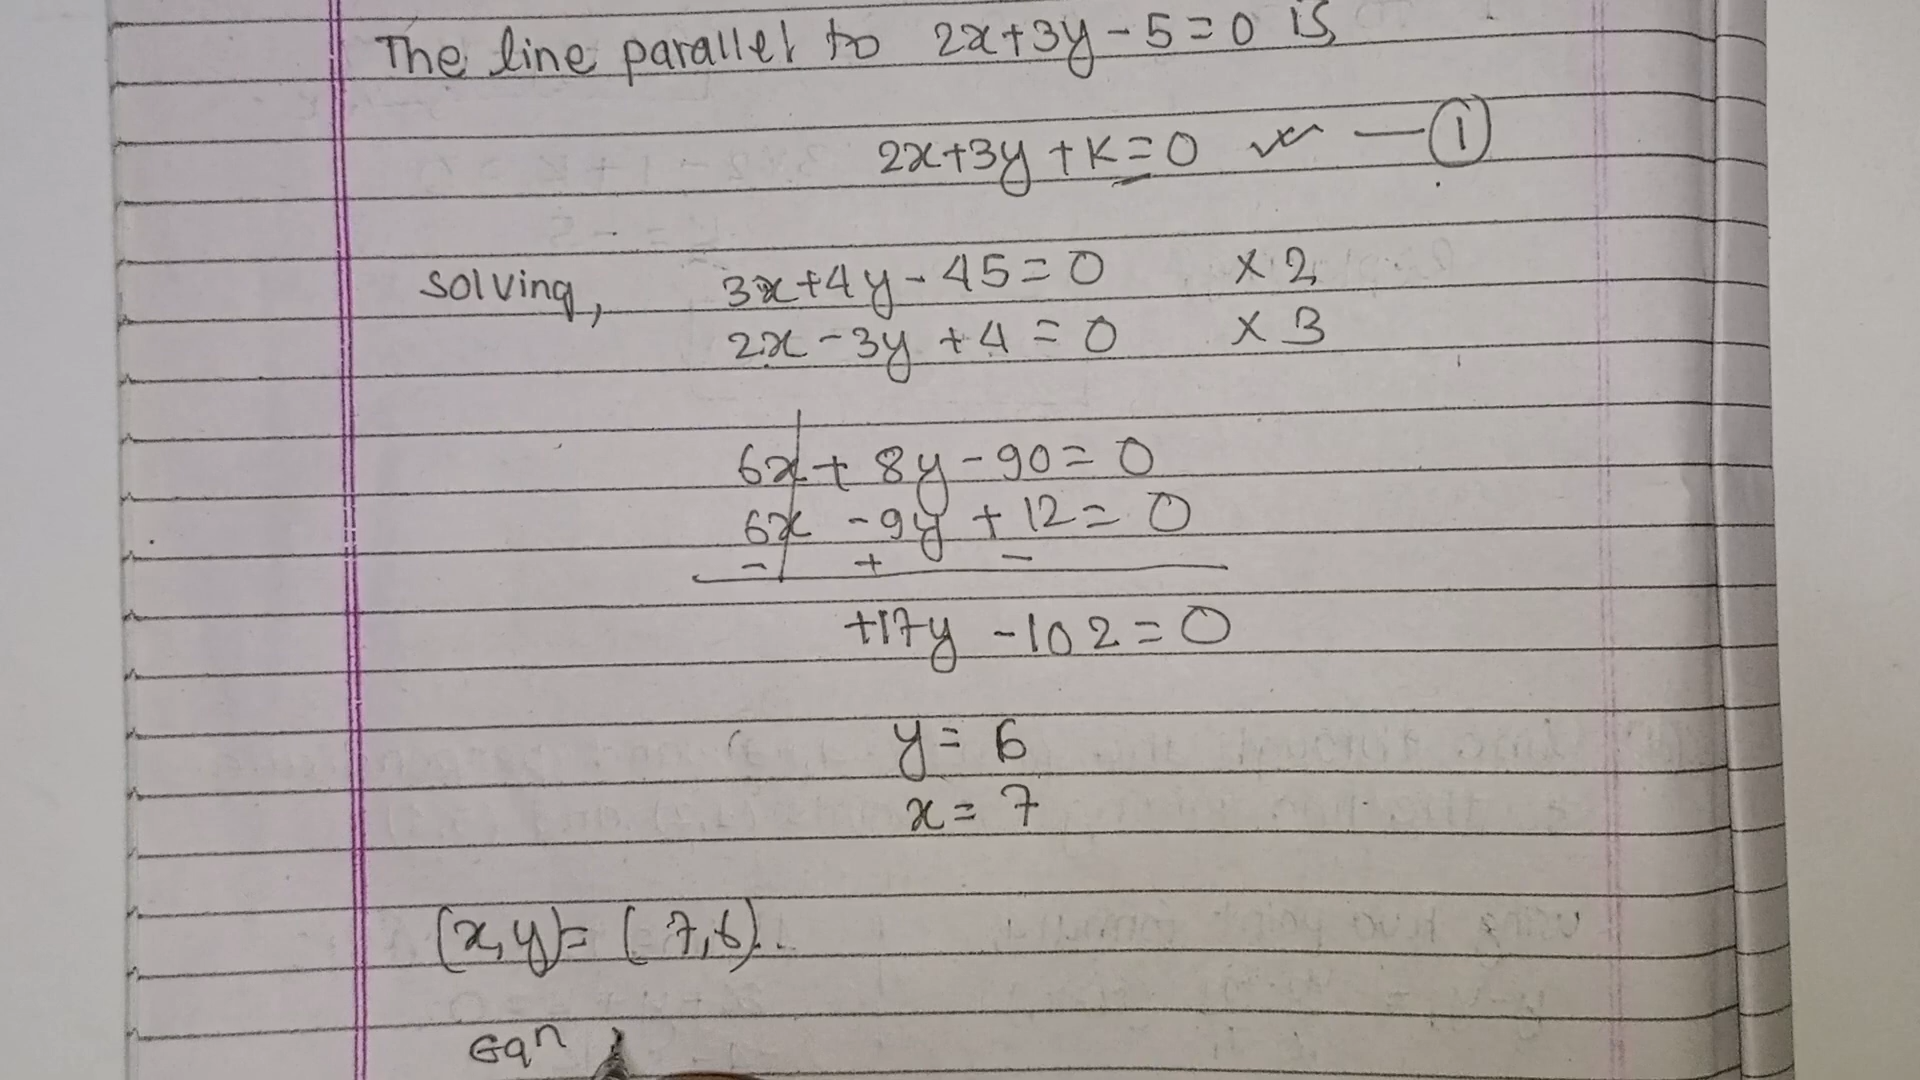 The line parallel to 2x+3y-5=0 is
2x+3y+K=0 — ①
solving, 3x+4y-45=0 ×2
2x-3y+4=0 ×3
6x+8y-90=0
6x-9y+12=0
- + -
+17y-102=0
y=6
x=7
(x,y)=(7,6).
Eqn